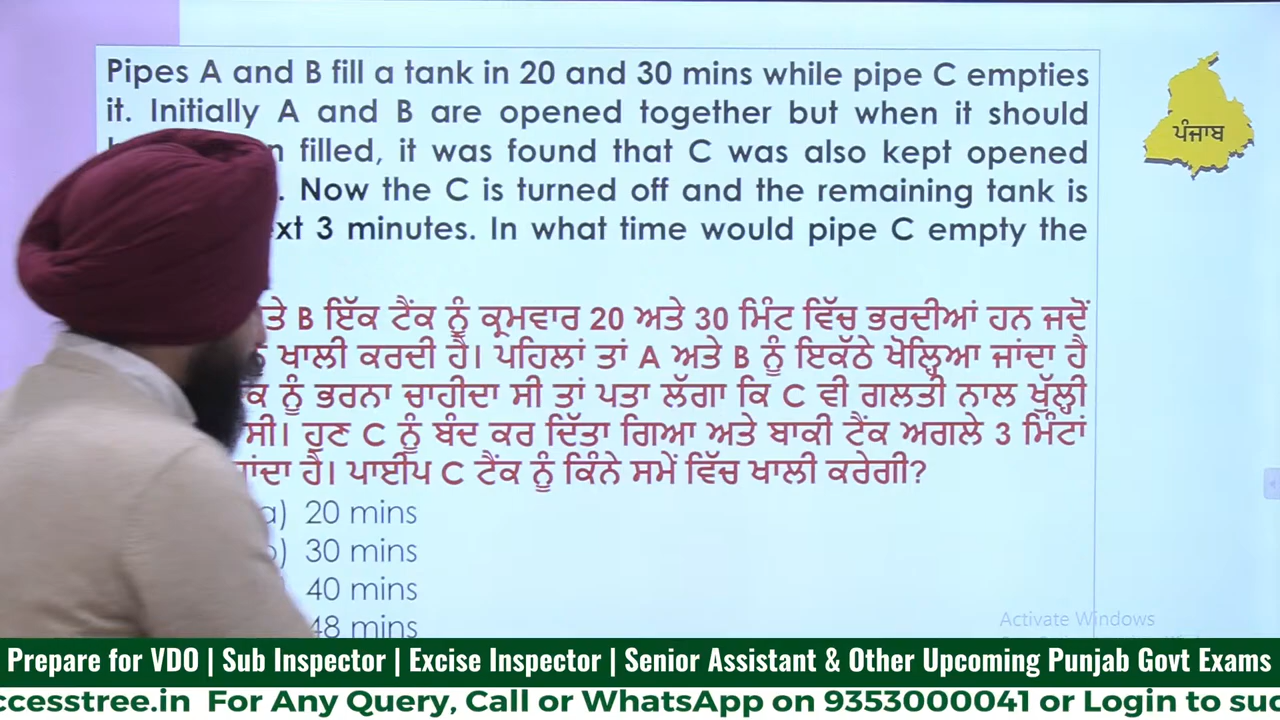 Pipes A and B fill a tank in 20 and 30 mins while pipe C empties
it. Initially A and B are opened together but when it should
filled, it was found that C was also kept opened
. Now the C is turned off and the remaining tank is
3 minutes. In what time would pipe C empty the
ਪੰਜਾਬ
B ਇੱਕ ਟੈਂਕ ਨੂੰ ਕ੍ਰਮਵਾਰ 20 ਅਤੇ 30 ਮਿੰਟ ਵਿੱਚ ਭਰਦੀਆਂ ਹਨ ਜਦੋਂ
ਖਾਲੀ ਕਰਦੀ ਹੈ। ਪਹਿਲਾਂ ਤਾਂ A ਅਤੇ B ਨੂੰ ਇਕੱਠੇ ਖੋਲ੍ਹਿਆ ਜਾਂਦਾ ਹੈ
ਨੂੰ ਭਰਨਾ ਚਾਹੀਦਾ ਸੀ ਤਾਂ ਪਤਾ ਲੱਗਾ ਕਿ C ਵੀ ਗਲਤੀ ਨਾਲ ਖੁੱਲ੍ਹੀ
ਸੀ। ਹੁਣ C ਨੂੰ ਬੰਦ ਕਰ ਦਿੱਤਾ ਗਿਆ ਅਤੇ ਬਾਕੀ ਟੈਂਕ ਅਗਲੇ 3 ਮਿੰਟਾਂ
ਹੈ। ਪਾਈਪ C ਟੈਂਕ ਨੂੰ ਕਿੰਨੇ ਸਮੇਂ ਵਿੱਚ ਖਾਲੀ ਕਰੇਗੀ?
a) 20 mins
) 30 mins
40 mins
48 mins
Activate Windows
Prepare for VDO | Sub Inspector | Excise Inspector | Senior Assistant & Other Upcoming Punjab Govt Exams
ccesstree.in For Any Query, Call or WhatsApp on 9353000041 or Login to suc